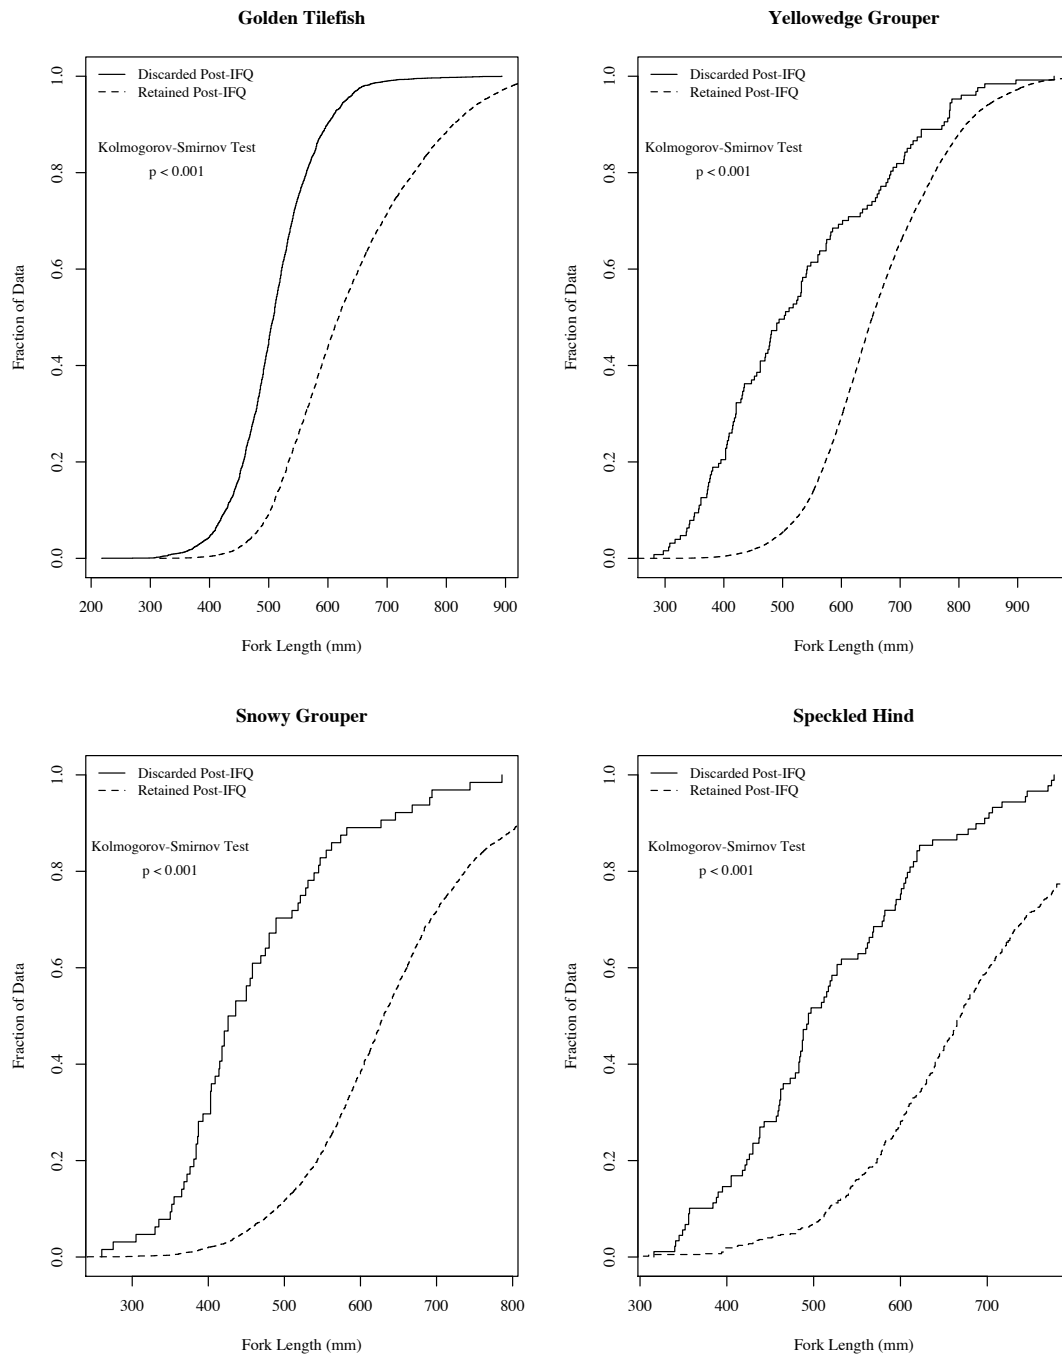 Golden Tilefish
Discarded Post-IFQ
Retained Post-IFQ
Kolmogorov-Smirnov Test
p < 0.001
Fraction of Data
0.0 0.2 0.4 0.6 0.8 1.0
200 300 400 500 600 700 800 900
Fork Length (mm)
Yellowedge Grouper
Discarded Post-IFQ
Retained Post-IFQ
Kolmogorov-Smirnov Test
p < 0.001
Fraction of Data
0.0 0.2 0.4 0.6 0.8 1.0
300 400 500 600 700 800 900
Fork Length (mm)
Snowy Grouper
Discarded Post-IFQ
Retained Post-IFQ
Kolmogorov-Smirnov Test
p < 0.001
Fraction of Data
0.0 0.2 0.4 0.6 0.8 1.0
300 400 500 600 700 800
Fork Length (mm)
Speckled Hind
Discarded Post-IFQ
Retained Post-IFQ
Kolmogorov-Smirnov Test
p < 0.001
Fraction of Data
0.0 0.2 0.4 0.6 0.8 1.0
300 400 500 600 700
Fork Length (mm)